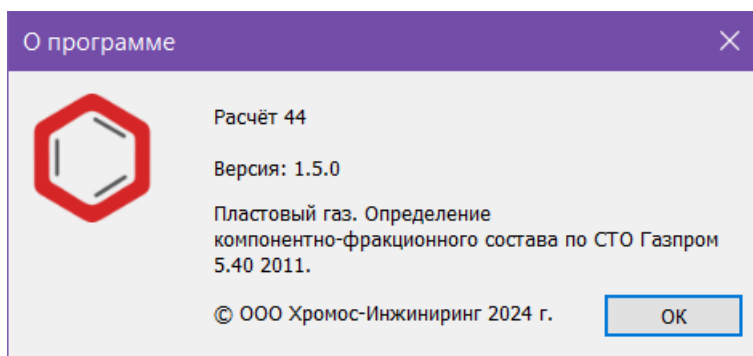 О программе
Расчёт 44
Версия: 1.5.0
Пластовый газ. Определение
компонентно-фракционного состава по СТО Газпром
5.40 2011.
© ООО Хромос-Инжиниринг 2024 г.
ОК